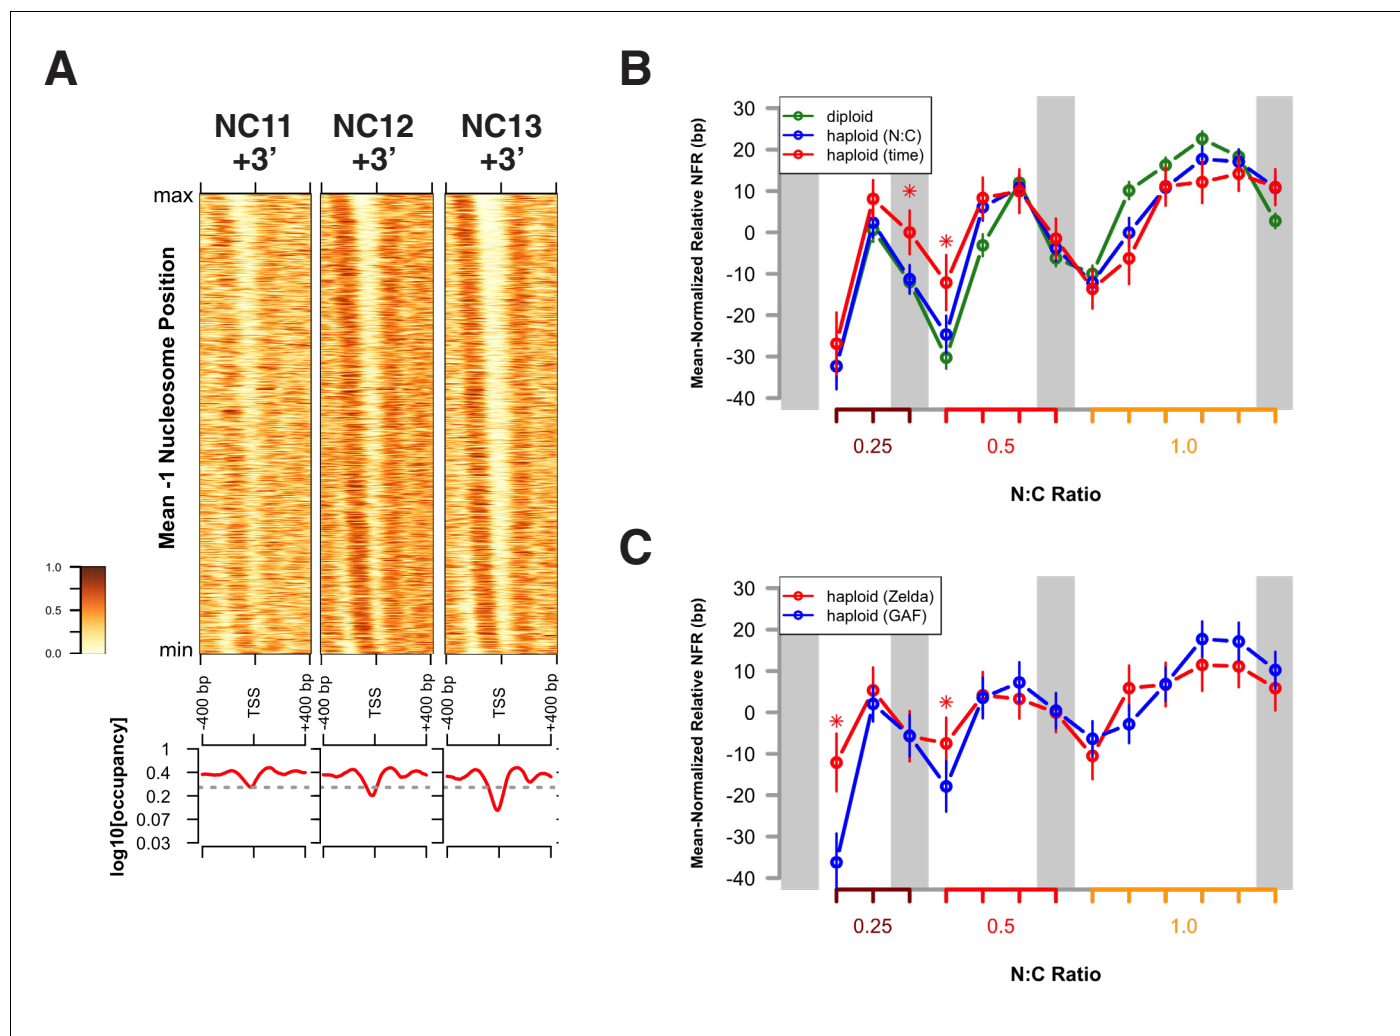 A
NC11
+3’
NC12
+3’
NC13
+3’
max
Mean -1 Nucleosome Position
min
1.0
0.5
0.0
-400 bp
TSS
+400 bp
-400 bp
TSS
+400 bp
-400 bp
TSS
+400 bp
log10[occupancy]
1
0.4
0.2
0.07
0.03
B
Mean-Normalized Relative NFR (bp)
30
20
10
0
-10
-20
-30
-40
diploid
haploid (N:C)
haploid (time)
*
*
0.25
0.5
1.0
N:C Ratio
C
Mean-Normalized Relative NFR (bp)
30
20
10
0
-10
-20
-30
-40
haploid (Zelda)
haploid (GAF)
*
*
0.25
0.5
1.0
N:C Ratio